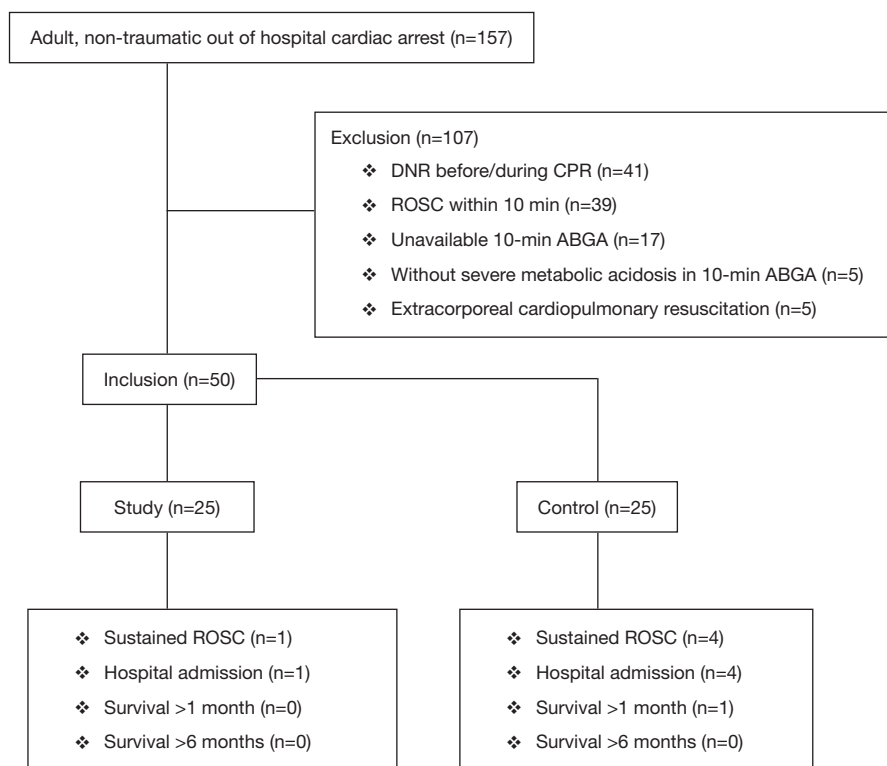 Adult, non-traumatic out of hospital cardiac arrest (n=157)
Exclusion (n=107)
❖ DNR before/during CPR (n=41)
❖ ROSC within 10 min (n=39)
❖ Unavailable 10-min ABGA (n=17)
❖ Without severe metabolic acidosis in 10-min ABGA (n=5)
❖ Extracorporeal cardiopulmonary resuscitation (n=5)
Inclusion (n=50)
Study (n=25)
Control (n=25)
❖ Sustained ROSC (n=1)
❖ Hospital admission (n=1)
❖ Survival >1 month (n=0)
❖ Survival >6 months (n=0)
❖ Sustained ROSC (n=4)
❖ Hospital admission (n=4)
❖ Survival >1 month (n=1)
❖ Survival >6 months (n=0)